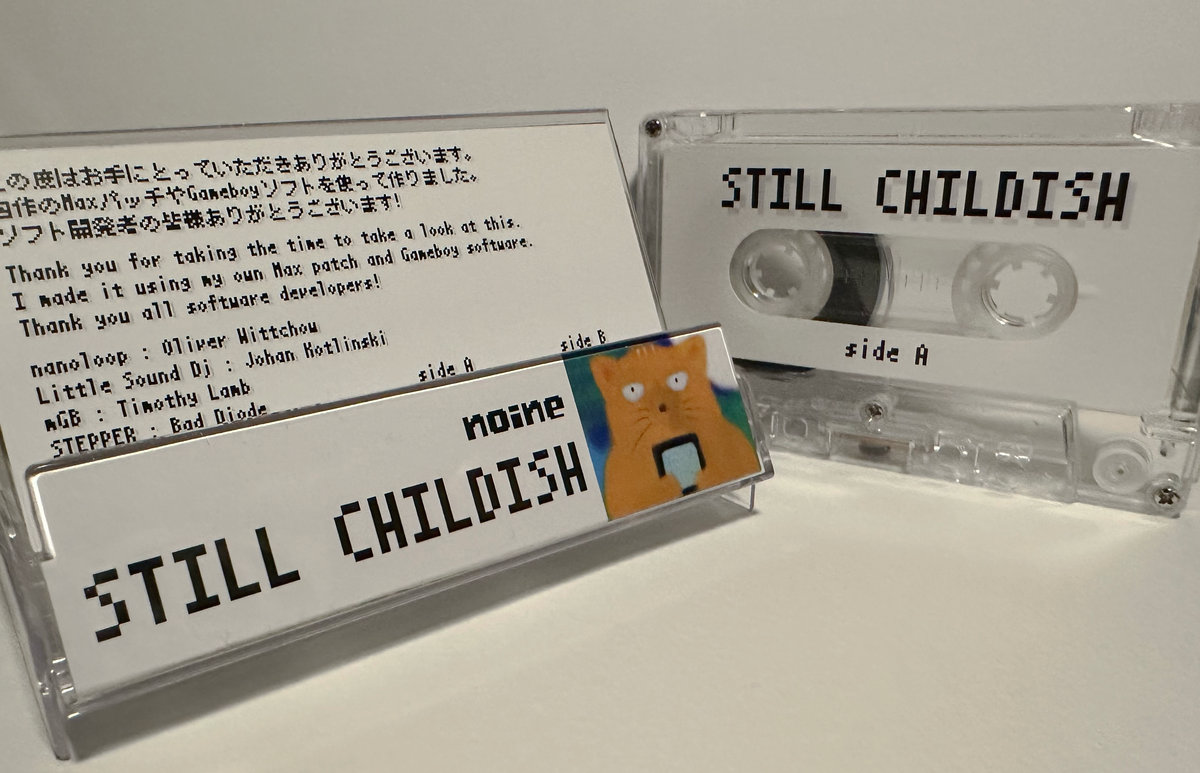 この度はお手にとっていただきありがとうございます。
自作のMaxパッチやGameboyソフトを使って作りました。
ソフト開発者の皆様ありがとうございます!
Thank you for taking the time to take a look at this.
I made it using my own Max patch and Gameboy software.
Thank you all software developers!
nanoloop : Oliver Wittchow
Little Sound Dj : Johan Kotlinski
mGB : Timothy Lamb
STEPPER : Bad Diode
side A
side B
noine
STILL CHILDISH
STILL CHILDISH
side A